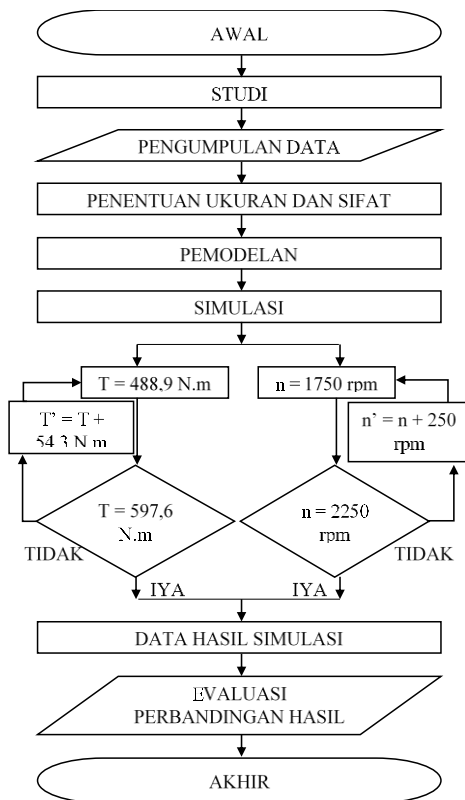 AWAL
STUDI
PENGUMPULAN DATA
PENENTUAN UKURAN DAN SIFAT
PEMODELAN
SIMULASI
T = 488,9 N.m
n = 1750 rpm
T' = T +
54,3 N.m
n' = n + 250
rpm
T = 597,6
N.m
n = 2250
rpm
TIDAK
TIDAK
IYA
IYA
DATA HASIL SIMULASI
EVALUASI
PERBANDINGAN HASIL
AKHIR